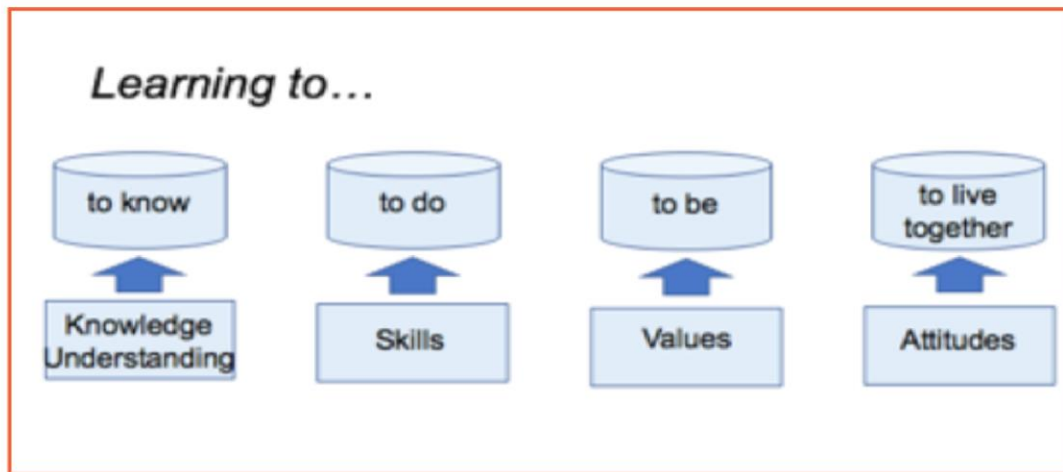 Learning to…
to know
to do
to be
to live
together
Knowledge
Understanding
Skills
Values
Attitudes